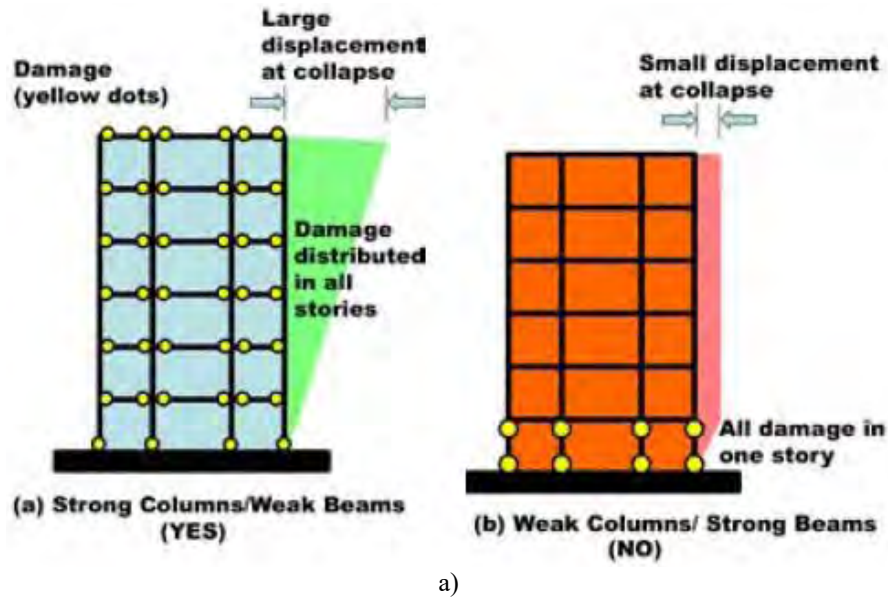 Damage
(yellow dots)
Large
displacement
at collapse
Damage
distributed
in all
stories
(a) Strong Columns/Weak Beams
(YES)
Small displacement
at collapse
All damage in
one story
(b) Weak Columns/ Strong Beams
(NO)
a)